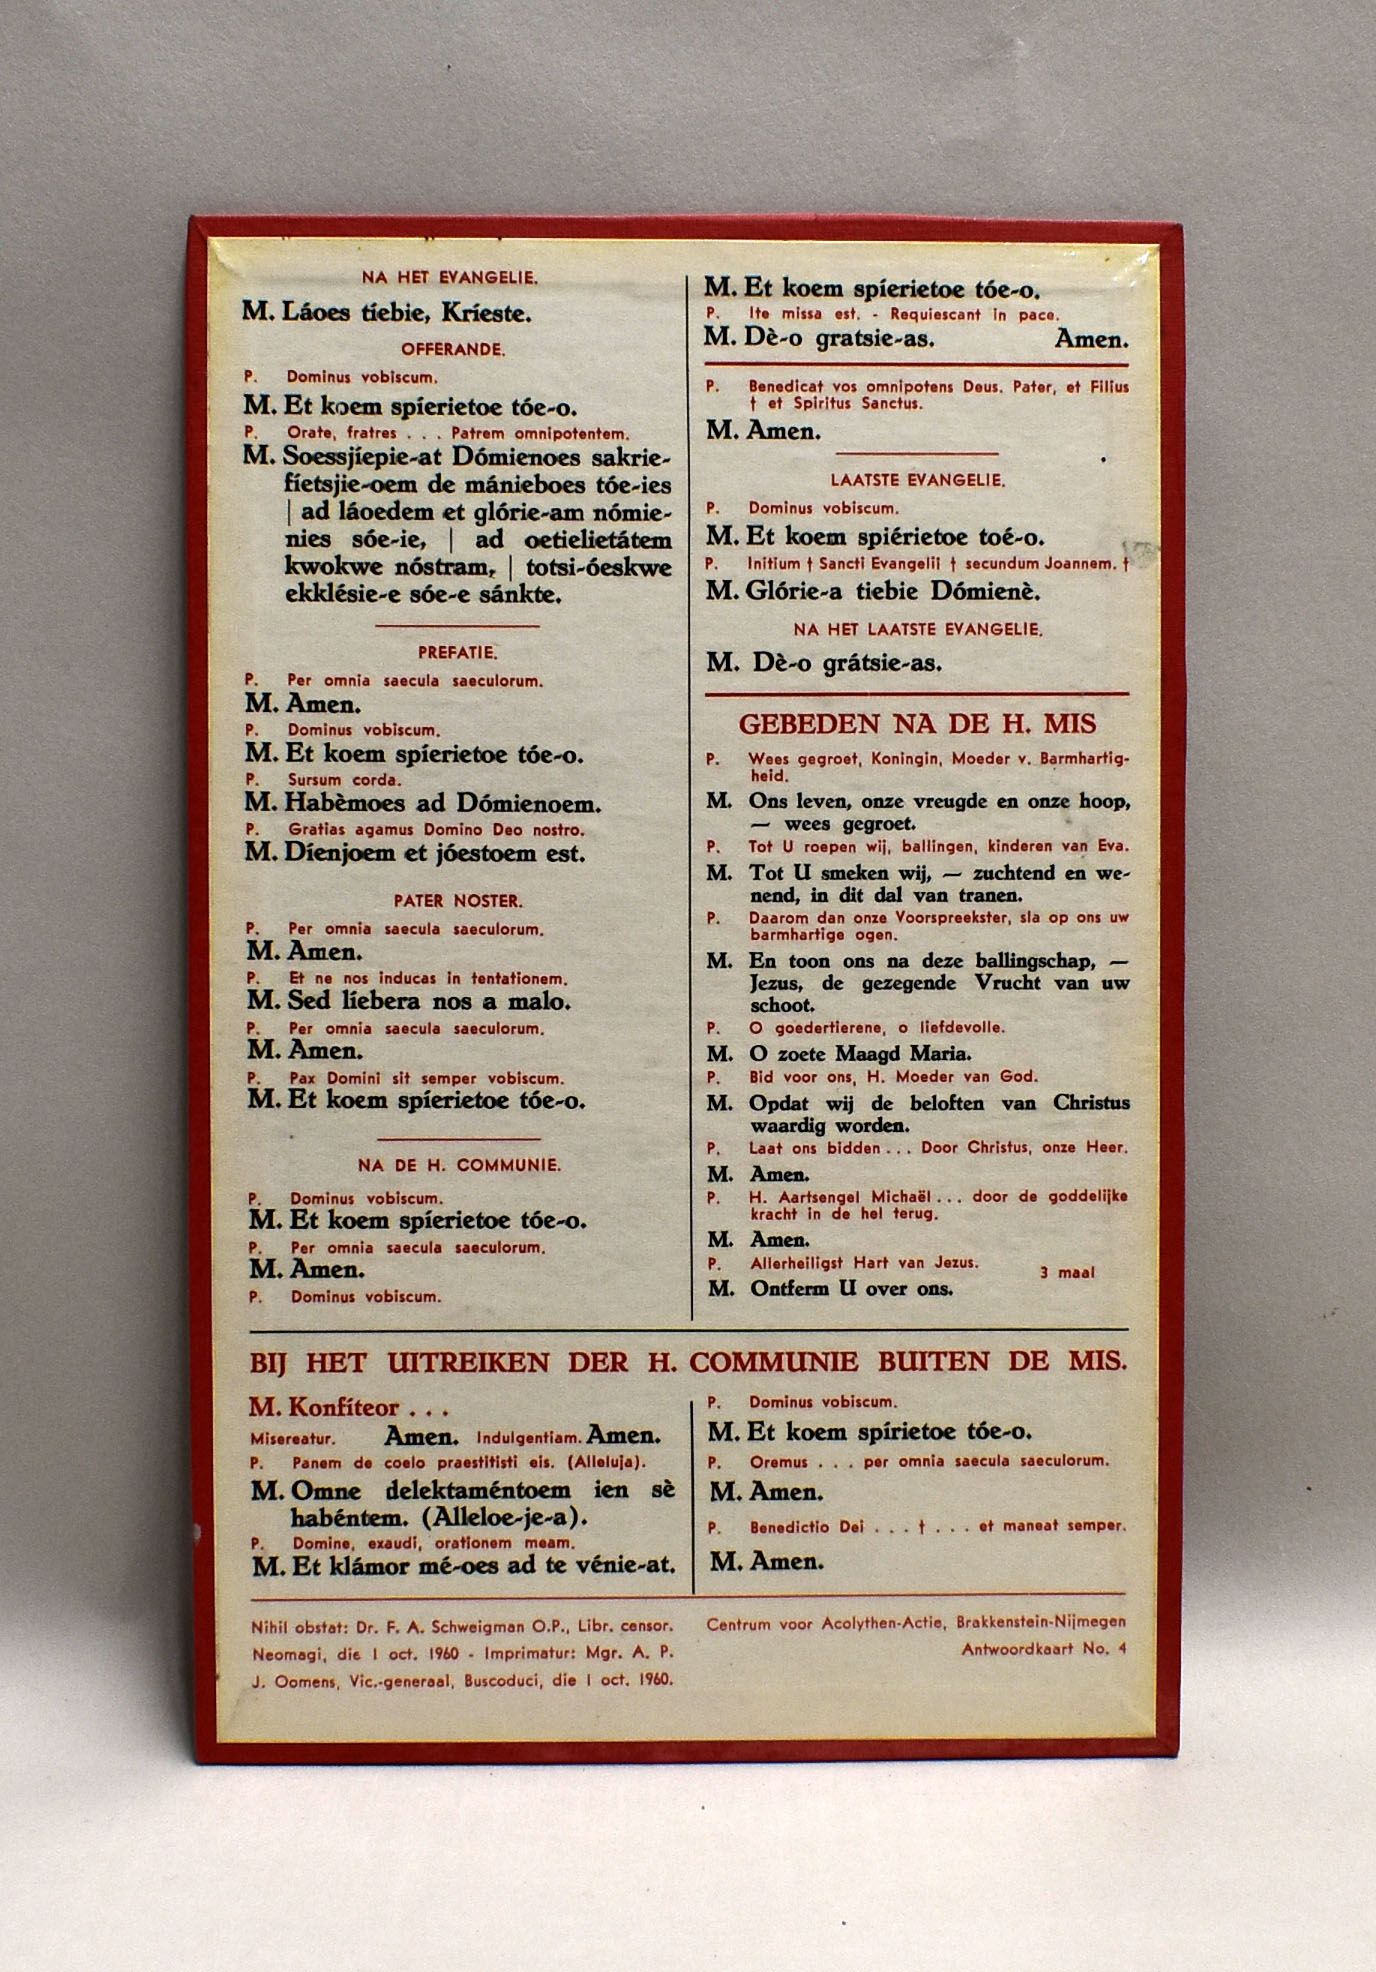 NA HET EVANGELIE.
M. Láoes tíebie, Kríeste.
OFFERANDE.
P. Dominus vobiscum.
M. Et koem spíerietoe tóe-o.
P. Orate, fratres . . . Patrem omnipotentem.
M. Soessjíepie-at Dómienoes sakrie-
fíetsjie-oem de mánieboes tóe-ies
| ad láoedem et glórie-am nómie-
nies sóe-ie, | ad oetielietátem
kwokwe nóstram, | totsi-óeskwe
ekklésie-e sóe-e sánkte.
PREFATIE.
P. Per omnia saecula saeculorum.
M. Amen.
P. Dominus vobiscum.
M. Et koem spíerietoe tóe-o.
P. Sursum corda.
M. Habèmoes ad Dómienoem.
P. Gratias agamus Domino Deo nostro.
M. Díenjoem et jóestoem est.
PATER NOSTER.
P. Per omnia saecula saeculorum.
M. Amen.
P. Et ne nos inducas in tentationem.
M. Sed líebera nos a malo.
P. Per omnia saecula saeculorum.
M. Amen.
P. Pax Domini sit semper vobiscum.
M. Et koem spíerietoe tóe-o.
NA DE H. COMMUNIE.
P. Dominus vobiscum.
M. Et koem spíerietoe tóe-o.
P. Per omnia saecula saeculorum.
M. Amen.
P. Dominus vobiscum.
M. Et koem spíerietoe tóe-o.
P. Ite missa est. - Requiescant in pace.
M. Dè-o gratsie-as. Amen.
P. Benedicat vos omnipotens Deus. Pater, et Filius
† et Spiritus Sanctus.
M. Amen.
LAATSTE EVANGELIE.
P. Dominus vobiscum.
M. Et koem spiérietoe toé-o.
P. Initium † Sancti Evangelii † secundum Joannem. †
M. Glórie-a tiebie Dómienè.
NA HET LAATSTE EVANGELIE.
M. Dè-o grátsie-as.
GEBEDEN NA DE H. MIS
P. Wees gegroet, Koningin, Moeder v. Barmhartig-
heid.
M. Ons leven, onze vreugde en onze hoop,
— wees gegroet.
P. Tot U roepen wij, ballingen, kinderen van Eva.
M. Tot U smeken wij, — zuchtend en we-
nend, in dit dal van tranen.
P. Daarom dan onze Voorspreekster, sla op ons uw
barmhartige ogen.
M. En toon ons na deze ballingschap, —
Jezus, de gezegende Vrucht van uw
schoot.
P. O goedertierene, o liefdevolle.
M. O zoete Maagd Maria.
P. Bid voor ons, H. Moeder van God.
M. Opdat wij de beloften van Christus
waardig worden.
P. Laat ons bidden . . . Door Christus, onze Heer.
M. Amen.
P. H. Aartsengel Michaël . . . door de goddelijke
kracht in de hel terug.
M. Amen.
P. Allerheiligst Hart van Jezus.
3 maal
M. Ontferm U over ons.
BIJ HET UITREIKEN DER H. COMMUNIE BUITEN DE MIS.
M. Konfíteor . . .
Misereatur. Amen. Indulgentiam. Amen.
P. Panem de coelo praestitisti eis. (Alleluja).
M. Omne delektaméntoem ien sè
habéntem. (Alleloe-je-a).
P. Domine, exaudi, orationem meam.
M. Et klámor mé-oes ad te vénie-at.
P. Dominus vobiscum.
M. Et koem spírietoe tóe-o.
P. Oremus . . . per omnia saecula saeculorum.
M. Amen.
P. Benedictio Dei . . . † . . . et maneat semper.
M. Amen.
Nihil obstat: Dr. F. A. Schweigman O.P., Libr. censor.
Neomagi, die 1 oct. 1960 - Imprimatur: Mgr. A. P.
J. Oomens, Vic.-generaal, Buscoduci, die 1 oct. 1960.
Centrum voor Acolythen-Actie, Brakkenstein-Nijmegen
Antwoordkaart No. 4